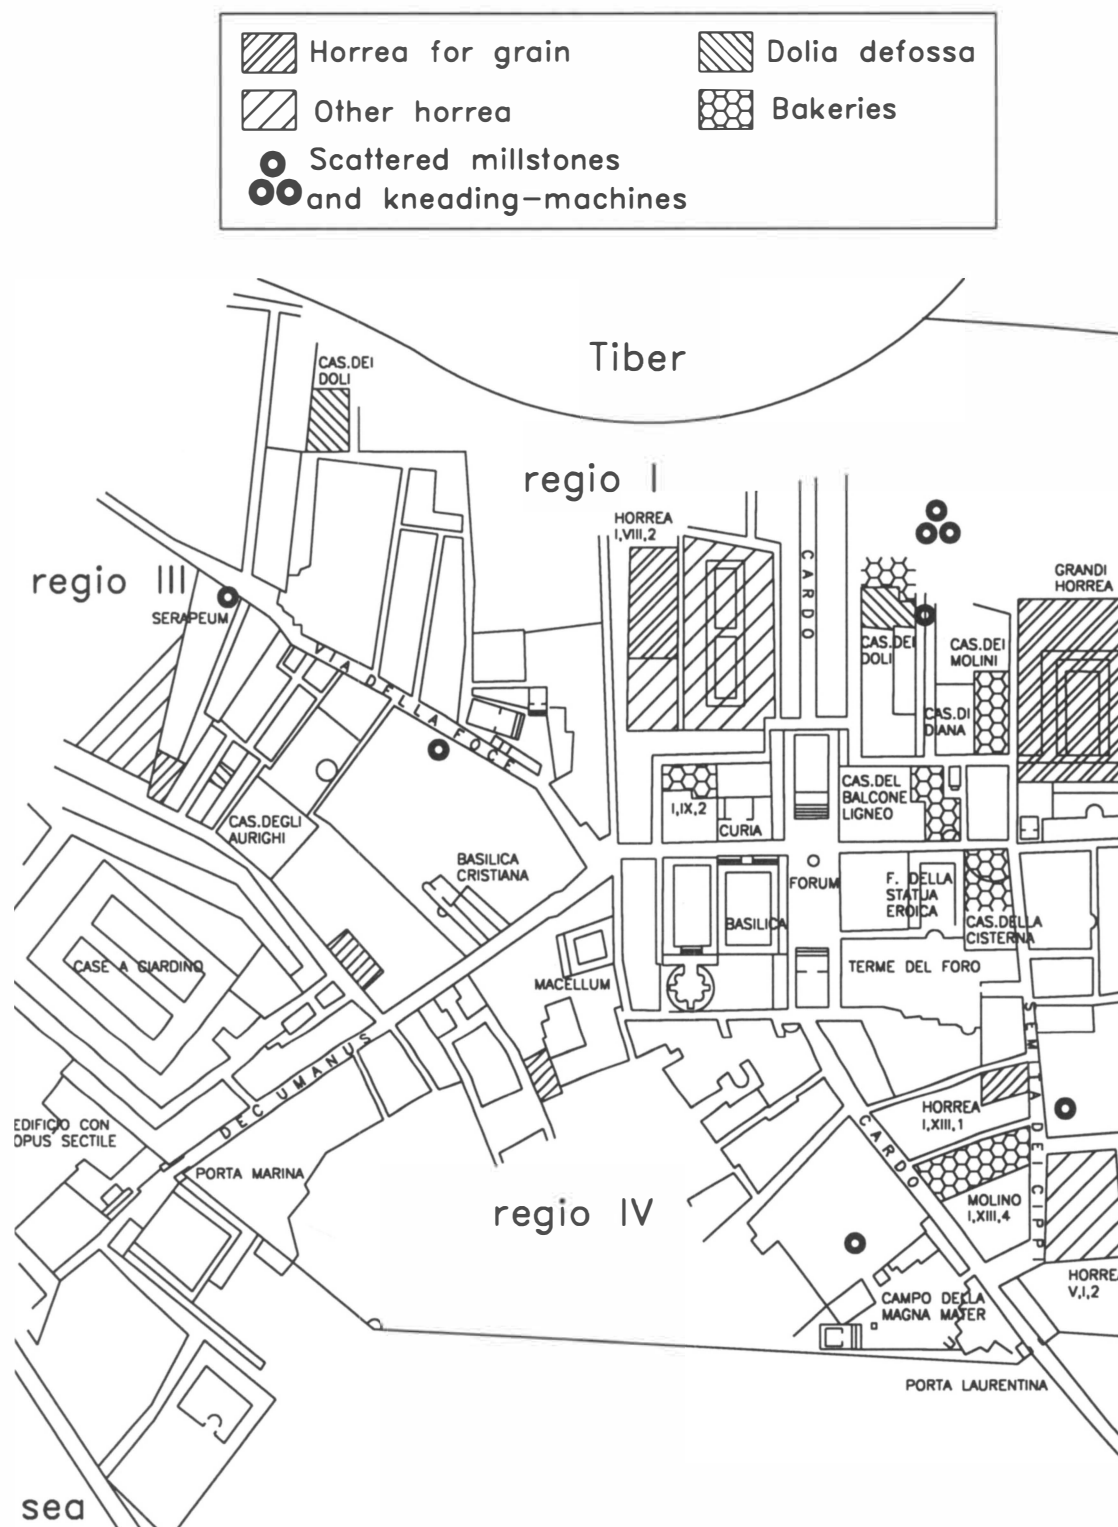 Horrea for grain
Dolia defossa
Other horrea
Bakeries
Scattered millstones
and kneading-machines
Tiber
CAS.DEI
DOLI
regio I
HORREA
I,VIII,2
CARDO
GRANDI
HORREA
regio III
SERAPEUM
VIA DELLA FOCE
CAS.DEI
DOLI
CAS.DEI
MOLINI
CAS.DI
DIANA
CAS.DEL
BALCONE
LIGNEO
I,IX,2
CURIA
CAS.DEGLI
AURIGHI
BASILICA
CRISTIANA
FORUM
F. DELLA
STATUA
EROICA
BASILICA
CAS.DELLA
CISTERNA
CASE A GIARDINO
MACELLUM
TERME DEL FORO
SEMITA DEI CIPPI
DECUMANUS
EDIFICIO CON
OPUS SECTILE
HORREA
I,XIII,1
CARDO
PORTA MARINA
regio IV
MOLINO
I,XIII,4
HORREA
V,I,2
CAMPO DELLA
MAGNA MATER
PORTA LAURENTINA
sea